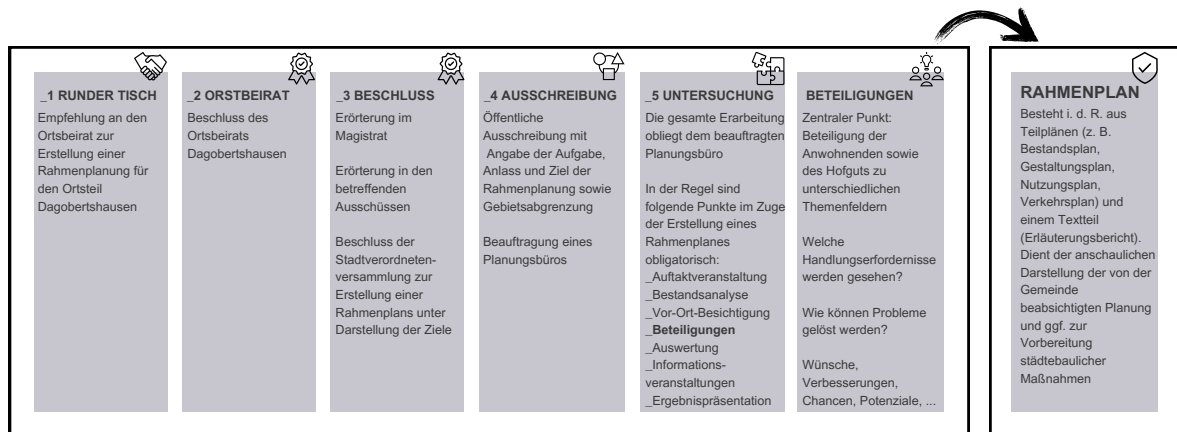 _1 RUNDER TISCH
Empfehlung an den
Ortsbeirat zur
Erstellung einer
Rahmenplanung für
den Ortsteil
Dagobertshausen
_2 ORSTBEIRAT
Beschluss des
Ortsbeirats
Dagobertshausen
_3 BESCHLUSS
Erörterung im
Magistrat
Erörterung in den
betreffenden
Ausschüssen
Beschluss der
Stadtverordneten-
versammlung zur
Erstellung einer
Rahmenplans unter
Darstellung der Ziele
_4 AUSSCHREIBUNG
Öffentliche
Ausschreibung mit
Angabe der Aufgabe,
Anlass und Ziel der
Rahmenplanung sowie
Gebietsabgrenzung
Beauftragung eines
Planungsbüros
_5 UNTERSUCHUNG
Die gesamte Erarbeitung
obliegt dem beauftragten
Planungsbüro
In der Regel sind
folgende Punkte im Zuge
der Erstellung eines
Rahmenplanes
obligatorisch:
_Auftaktveranstaltung
_Bestandsanalyse
_Vor-Ort-Besichtigung
_Beteiligungen
_Auswertung
_Informations-
veranstaltungen
_Ergebnispräsentation
BETEILIGUNGEN
Zentraler Punkt:
Beteiligung der
Anwohnenden sowie
des Hofguts zu
unterschiedlichen
Themenfeldern
Welche
Handlungserfordernisse
werden gesehen?
Wie können Probleme
gelöst werden?
Wünsche,
Verbesserungen,
Chancen, Potenziale, ...
RAHMENPLAN
Besteht i. d. R. aus
Teilplänen (z. B.
Bestandsplan,
Gestaltungsplan,
Nutzungsplan,
Verkehrsplan) und
einem Textteil
(Erläuterungsbericht).
Dient der anschaulichen
Darstellung der von der
Gemeinde
beabsichtigten Planung
und ggf. zur
Vorbereitung
städtebaulicher
Maßnahmen